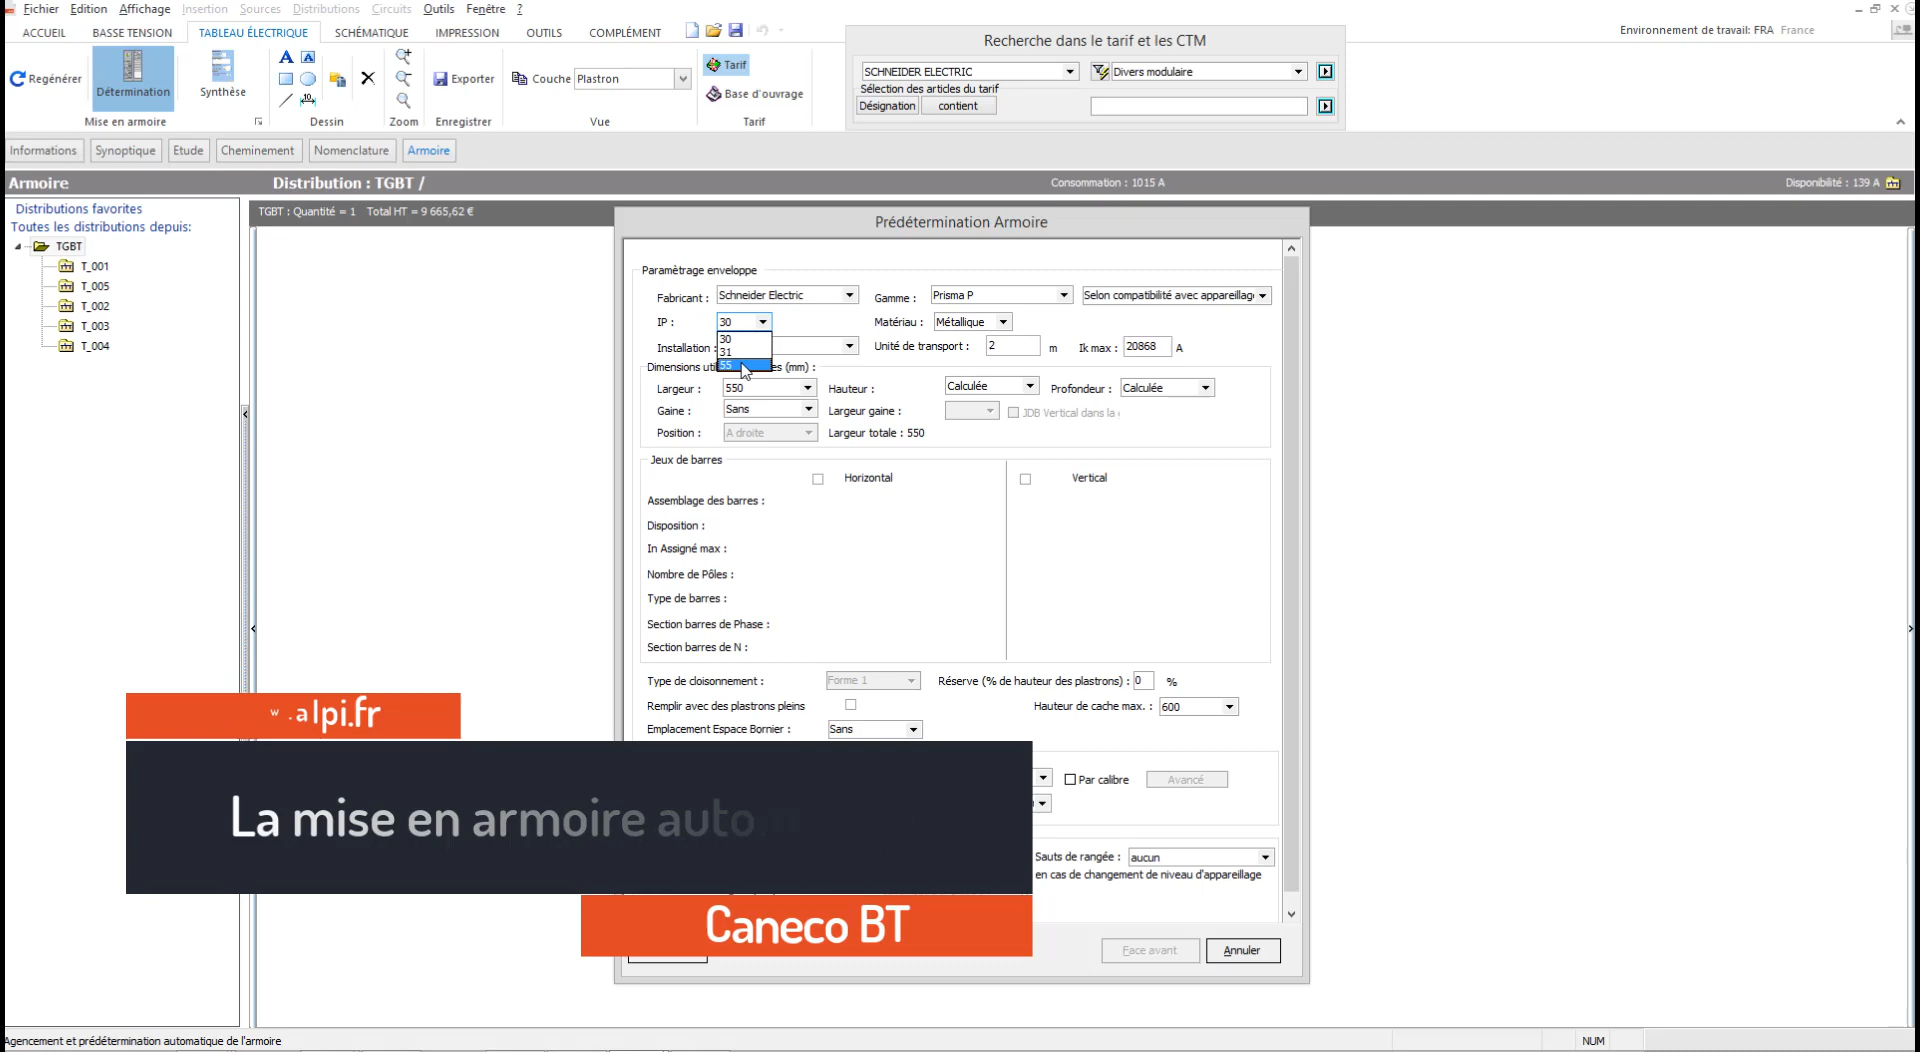 Fichier Edition Affichage Insertion Sources Distributions Circuits Outils Fenêtre ?
ACCUEIL BASSE TENSION TABLEAU ÉLECTRIQUE SCHÉMATIQUE IMPRESSION OUTILS COMPLÉMENT
Environnement de travail: FRA France
Recherche dans le tarif et les CTM
SCHNEIDER ELECTRIC Divers modulaire
Sélection des articles du tarif
Désignation contient
Regénérer Détermination Synthèse
Exporter Couche Plastron
Tarif
Base d'ouvrage
Mise en armoire Dessin Zoom Enregistrer Vue Tarif
Informations Synoptique Etude Cheminement Nomenclature Armoire
Armoire Distribution : TGBT / Consommation : 1015 A Disponibilité : 139 A
Distributions favorites
Toutes les distributions depuis:
TGBT
T_001
T_005
T_002
T_003
T_004
TGBT : Quantité = 1 Total HT = 9 665,62 €
Prédétermination Armoire
Paramètrage enveloppe
Fabricant : Schneider Electric Gamme : Prisma P Selon compatibilité avec appareillag
IP : 30 Matériau : Métallique
30
31
55
Installation : Unité de transport : 2 m Ik max : 20868 A
Dimensions uti es (mm) :
Largeur : 550 Hauteur : Calculée Profondeur : Calculée
Gaine : Sans Largeur gaine : JDB Vertical dans la
Position : A droite Largeur totale : 550
Jeux de barres
Horizontal Vertical
Assemblage des barres :
Disposition :
In Assigné max :
Nombre de Pôles :
Type de barres :
Section barres de Phase :
Section barres de N :
Type de cloisonnement : Forme 1 Réserve (% de hauteur des plastrons) : 0 %
Remplir avec des plastrons pleins Hauteur de cache max. : 600
Emplacement Espace Bornier : Sans
Par calibre Avancé
Sauts de rangée : aucun
en cas de changement de niveau d'appareillage
Face avant Annuler
w.alpi.fr
La mise en armoire autom
Caneco BT
Agencement et prédétermination automatique de l'armoire NUM